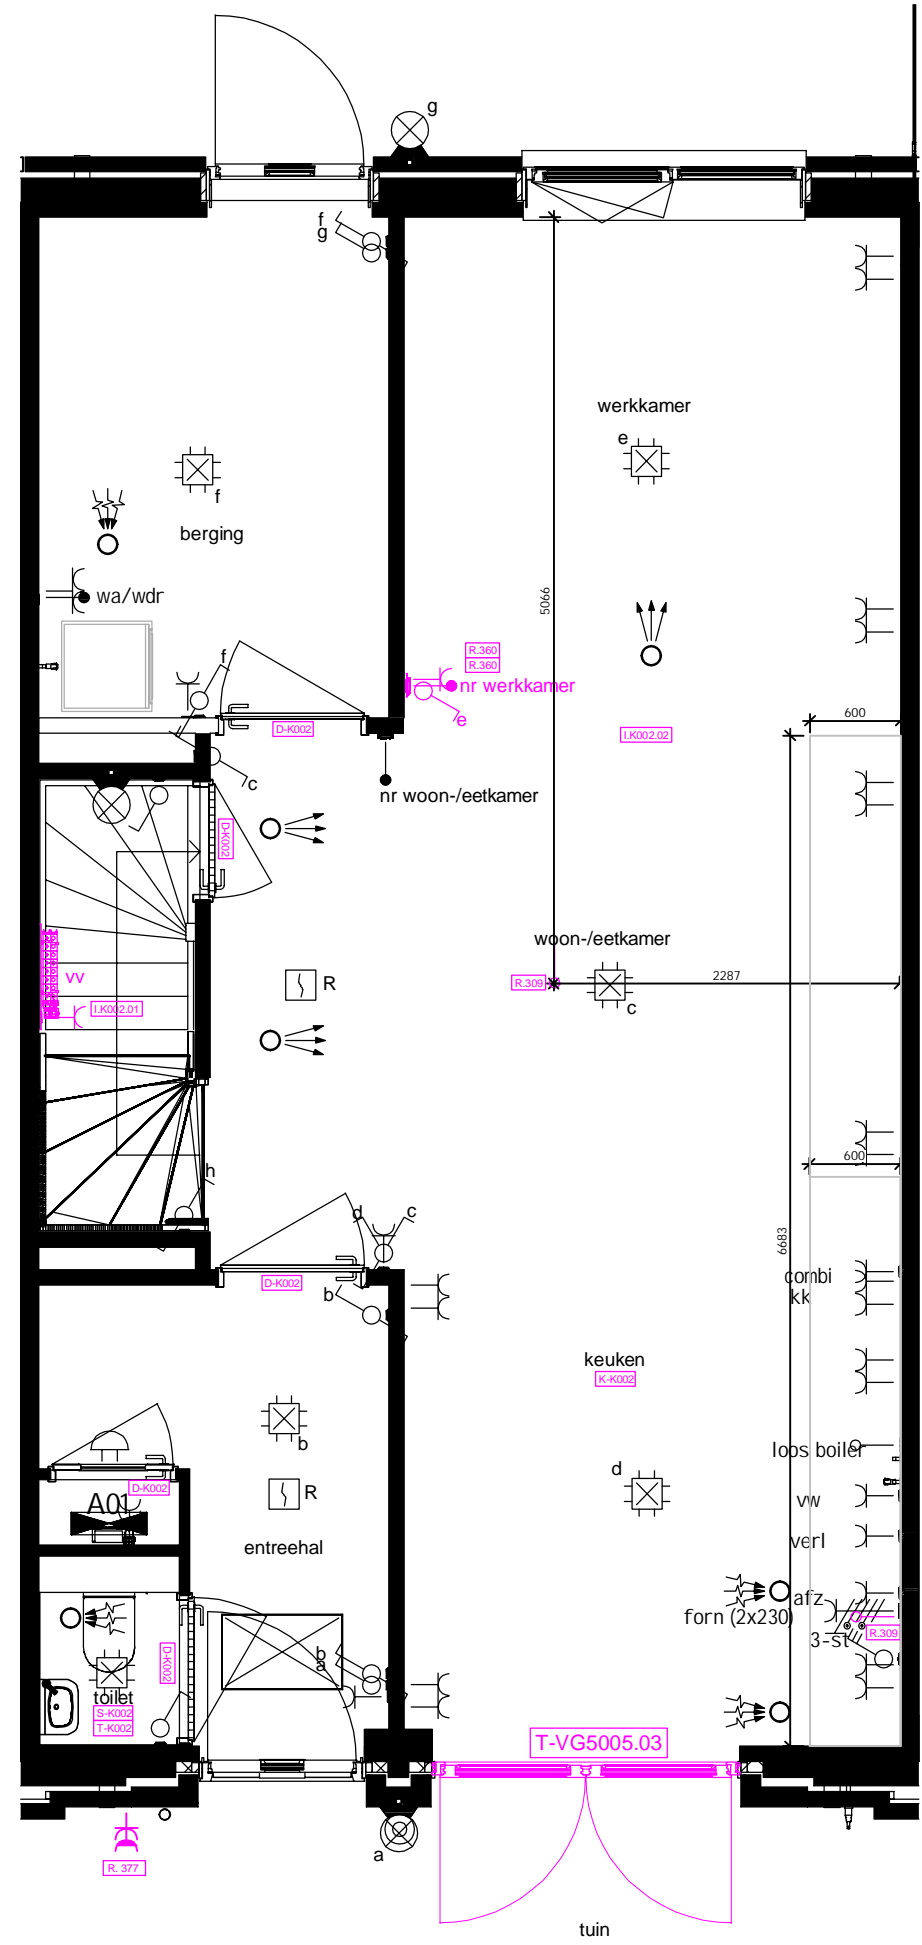 g
f
g
werkkamer
e
f
berging
wa/wdr
5066
R.360
R.360
nr werkkamer
f
e
D-K002
I.K002.02
600
c
nr woon-/eetkamer
D-K002
woon-/eetkamer
vv
R.309
2287
R
c
I.K002.01
600
h
d
c
6683
D-K002
b
combi
kk
keuken
K-K002
b
loos boiler
d
D-K002
R
A01
vw
verl
entreehal
afz
forn (2x230)
R.309
3-st
b
a
D-K002
toilet
S-K002
T-K002
T-VG5005.03
a
R. 377
tuin